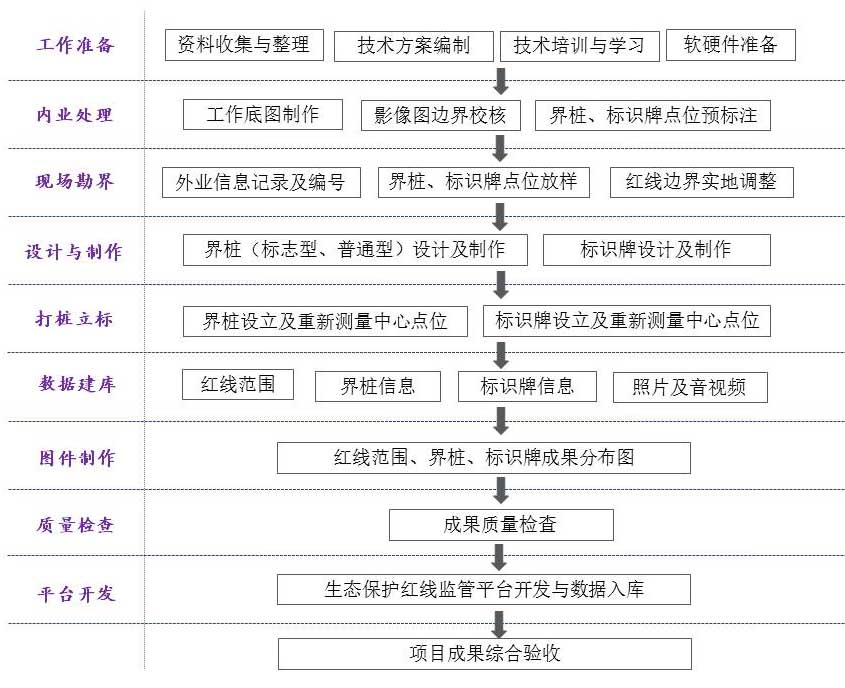 工作准备
资料收集与整理
技术方案编制
技术培训与学习
软硬件准备
内业处理
工作底图制作
影像图边界校核
界桩、标识牌点位预标注
现场勘界
外业信息记录及编号
界桩、标识牌点位放样
红线边界实地调整
设计与制作
界桩（标志型、普通型）设计及制作
标识牌设计及制作
打桩立标
界桩设立及重新测量中心点位
标识牌设立及重新测量中心点位
数据建库
红线范围
界桩信息
标识牌信息
照片及音视频
图件制作
红线范围、界桩、标识牌成果分布图
质量检查
成果质量检查
平台开发
生态保护红线监管平台开发与数据入库
项目成果综合验收